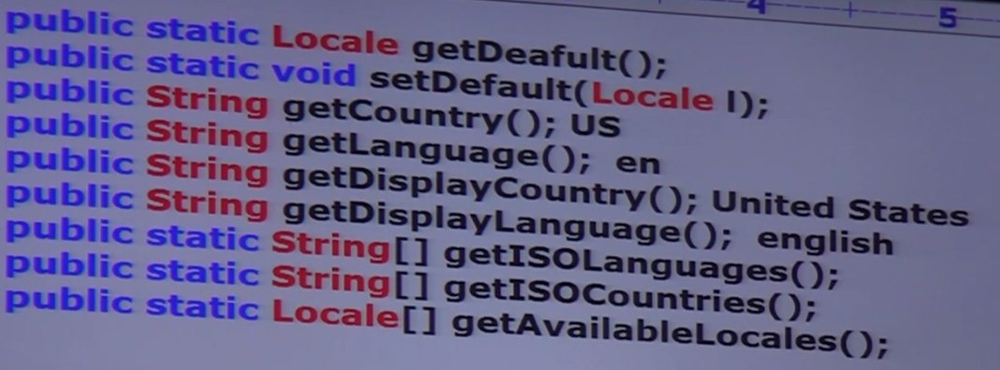 4 5
public static Locale getDeafult();
public static void setDefault(Locale l);
public String getCountry(); US
public String getLanguage(); en
public String getDisplayCountry(); United States
public String getDisplayLanguage(); english
public static String[] getISOLanguages();
public static String[] getISOCountries();
public static Locale[] getAvailableLocales();